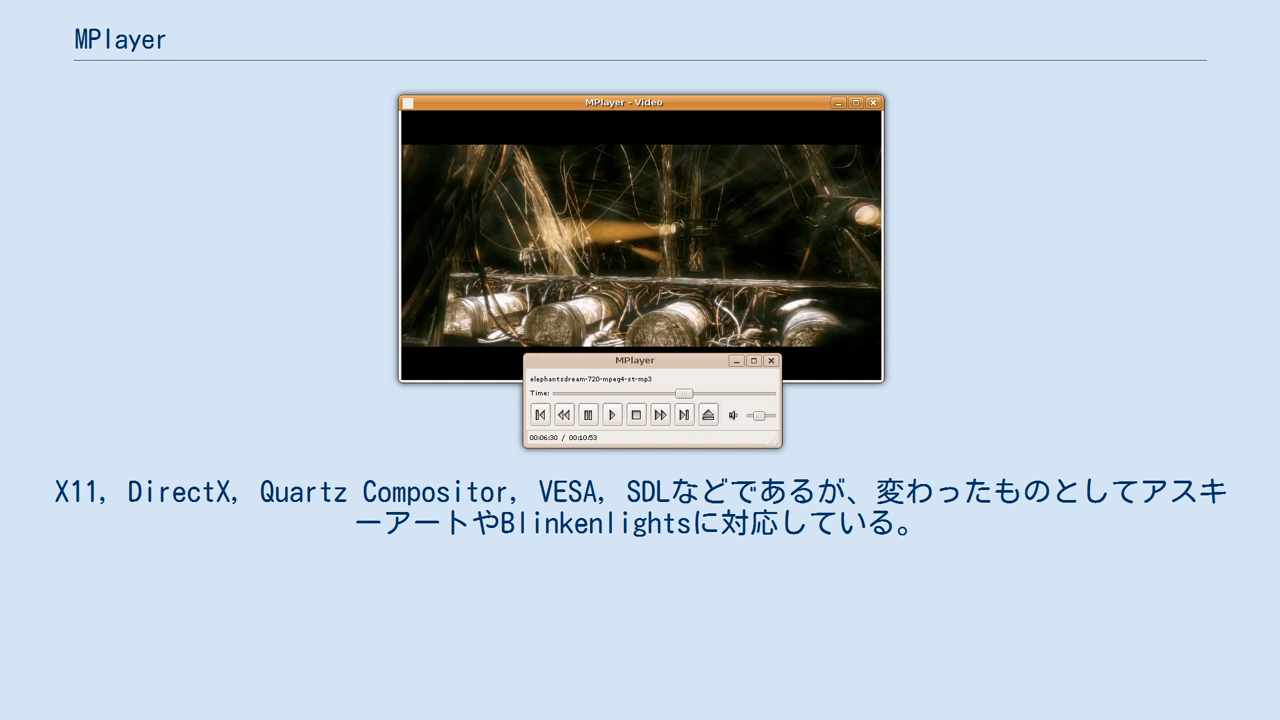 MPlayer
MPlayer - Video
MPlayer
elephantsdream-720-mpeg4-st-mp3
Time:
00:06:30 / 00:10:53
X11, DirectX, Quartz Compositor, VESA, SDLなどであるが、変わったものとしてアスキ
ーアートやBlinkenlightsに対応している。